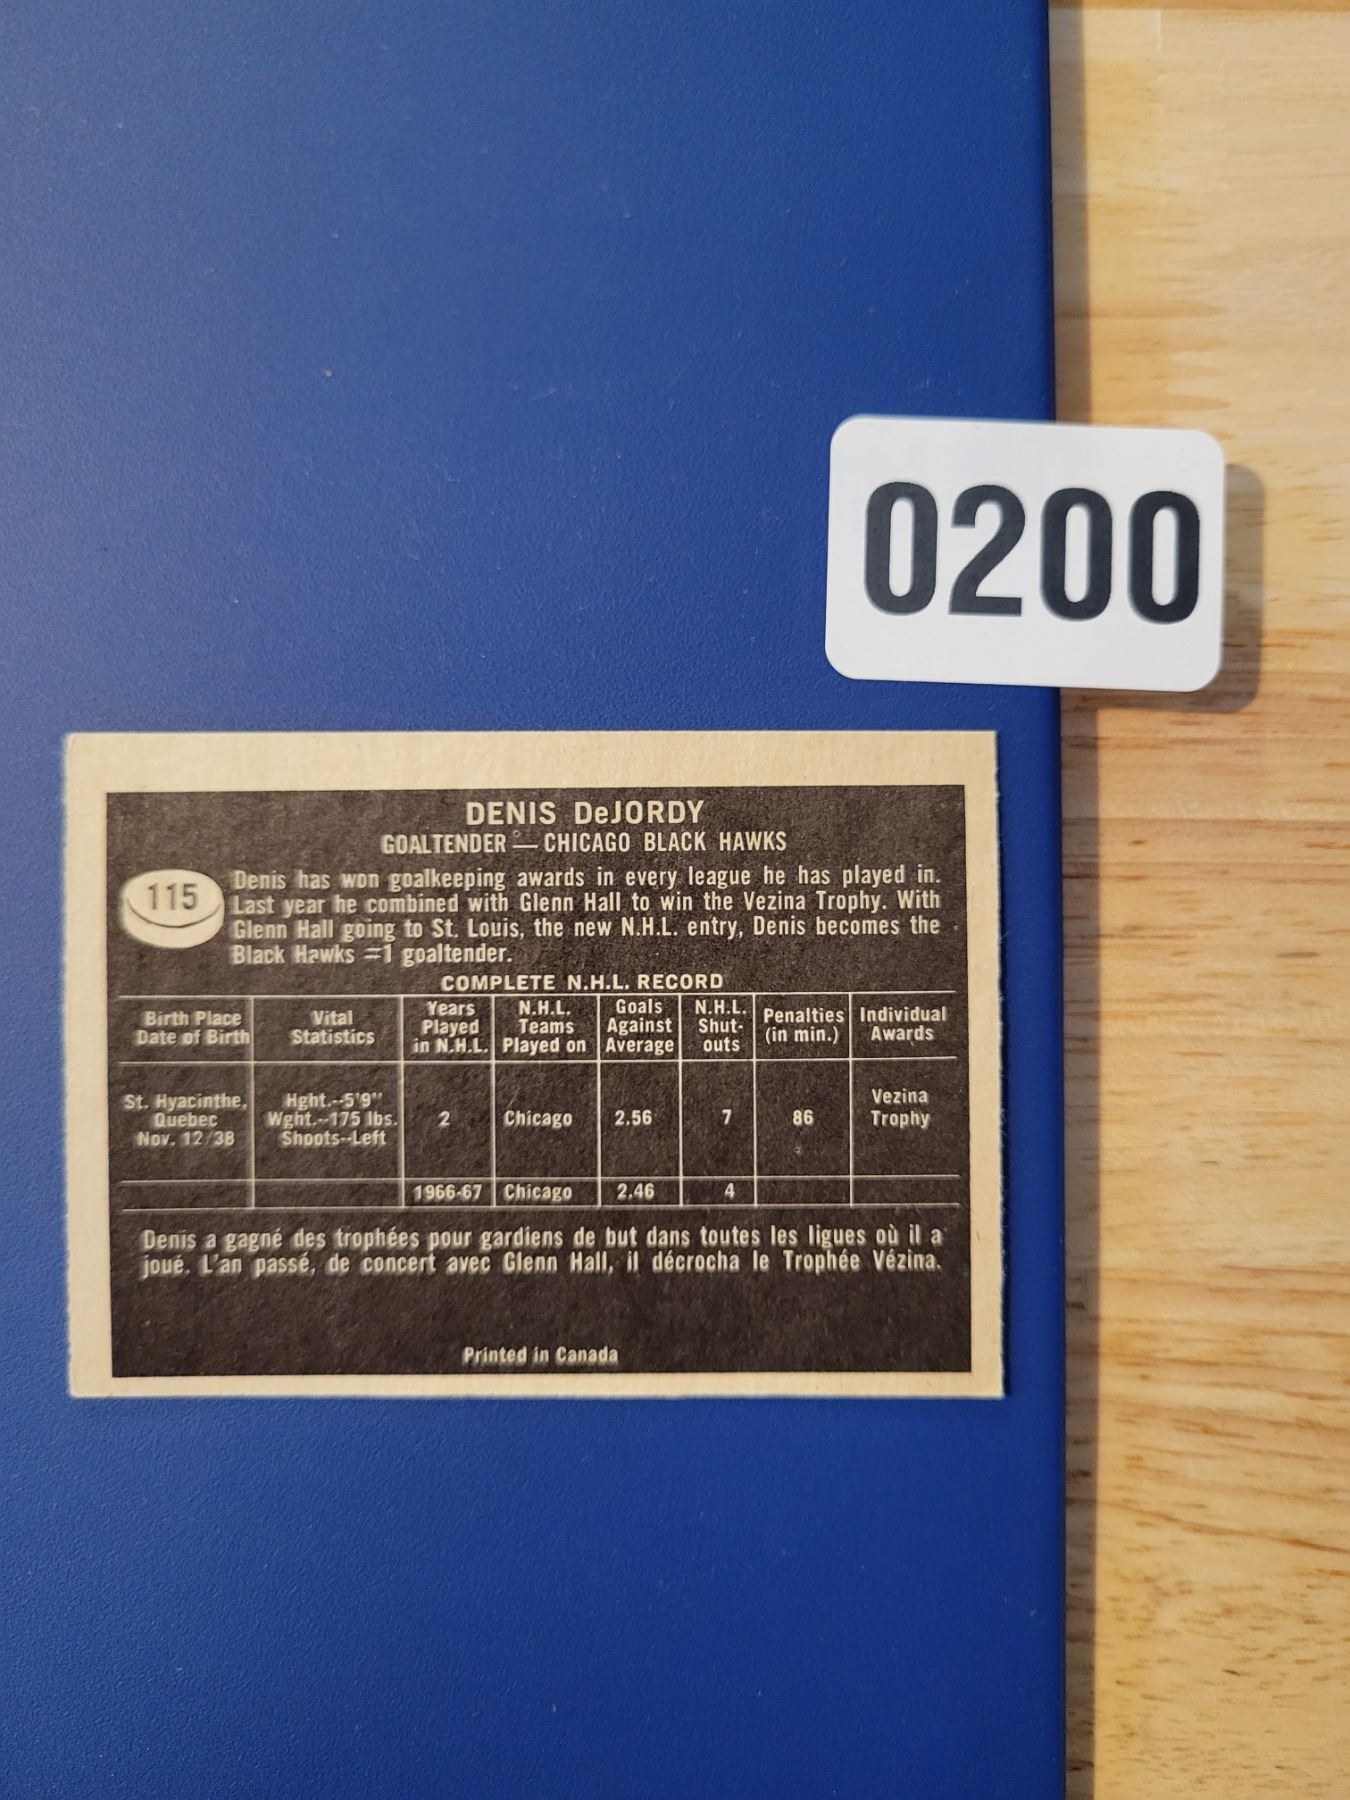 0200
DENIS DeJORDY
GOALTENDER — CHICAGO BLACK HAWKS
115
Denis has won goalkeeping awards in every league he has played in.
Last year he combined with Glenn Hall to win the Vezina Trophy. With
Glenn Hall going to St. Louis, the new N.H.L. entry, Denis becomes the
Black Hawks =1 goaltender.
COMPLETE N.H.L. RECORD
Birth Place
Date of Birth
Vital
Statistics
Years
Played
in N.H.L.
N.H.L.
Teams
Played on
Goals
Against
Average
N.H.L.
Shut-
outs
Penalties
(in min.)
Individual
Awards
St. Hyacinthe,
Quebec
Nov. 12/38
Hght.--5'9"
Wght.--175 lbs.
Shoots--Left
2
Chicago
2.56
7
86
Vezina
Trophy
1966-67
Chicago
2.46
4
Denis a gagné des trophées pour gardiens de but dans toutes les ligues où il a
joué. L'an passé, de concert avec Glenn Hall, il décrocha le Trophée Vézina.
Printed in Canada